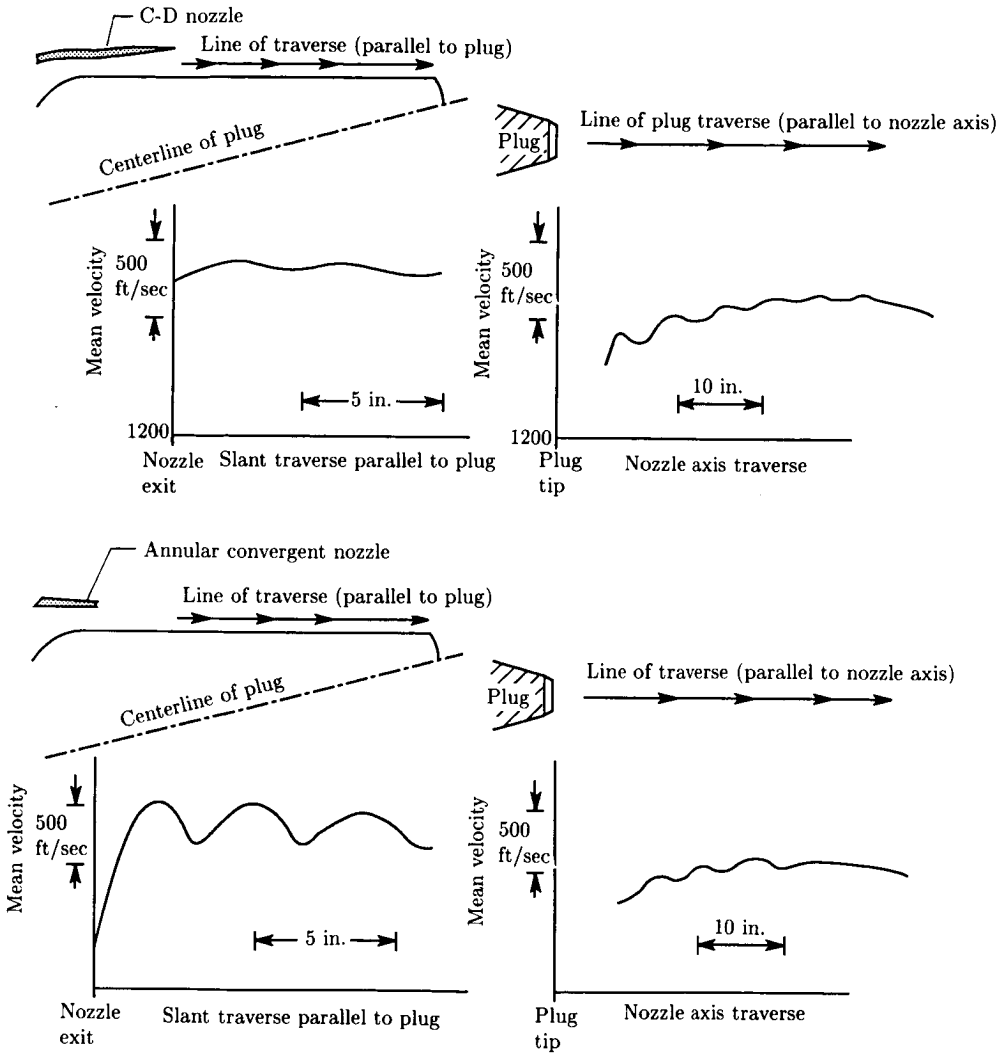 C-D nozzle
Line of traverse (parallel to plug)
Centerline of plug
Plug
Line of plug traverse (parallel to nozzle axis)
Mean velocity
500
ft/sec
5 in.
1200
Nozzle
exit
Slant traverse parallel to plug
Mean velocity
500
ft/sec
10 in.
1200
Plug
tip
Nozzle axis traverse
Annular convergent nozzle
Line of traverse (parallel to plug)
Centerline of plug
Plug
Line of traverse (parallel to nozzle axis)
Mean velocity
500
ft/sec
5 in.
Nozzle
exit
Slant traverse parallel to plug
Mean velocity
500
ft/sec
10 in.
Plug
tip
Nozzle axis traverse